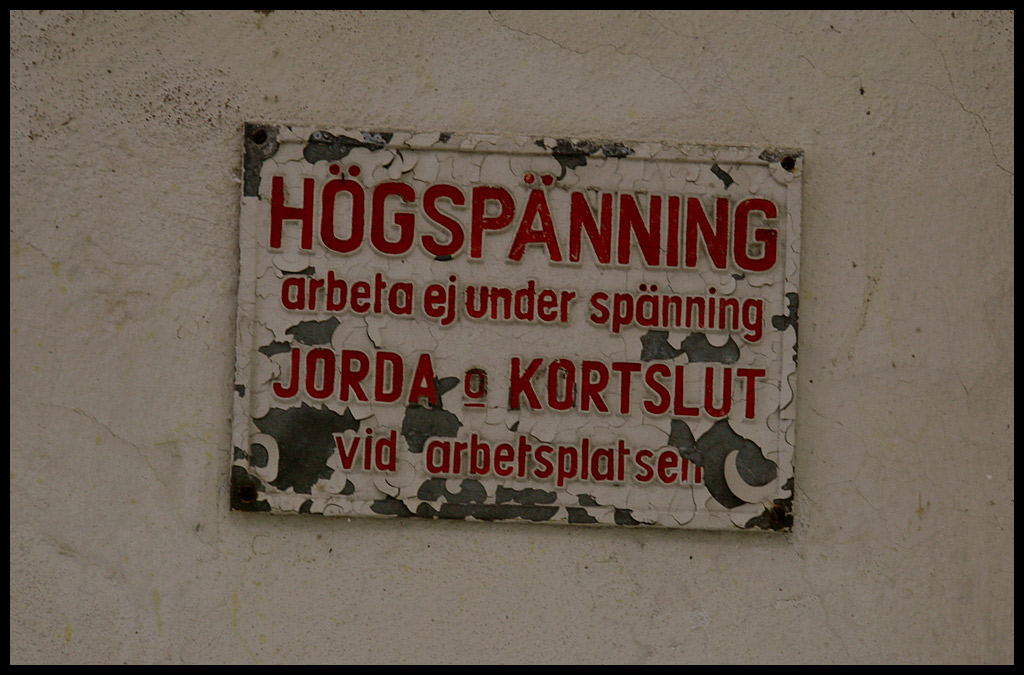 HÖGSPÄNNING
arbeta ej under spänning
JORDA o KORTSLUT
vid arbetsplatsen